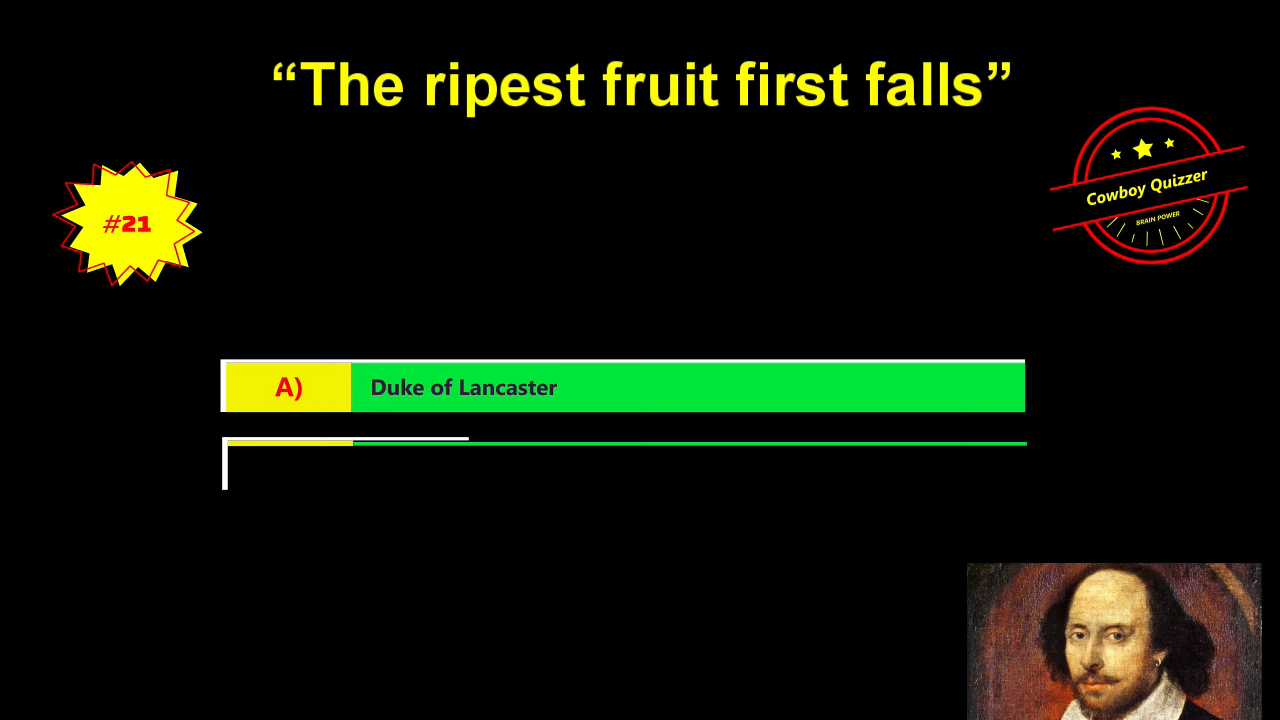 “The ripest fruit first falls”
#21
Cowboy Quizzer
BRAIN POWER
A) Duke of Lancaster